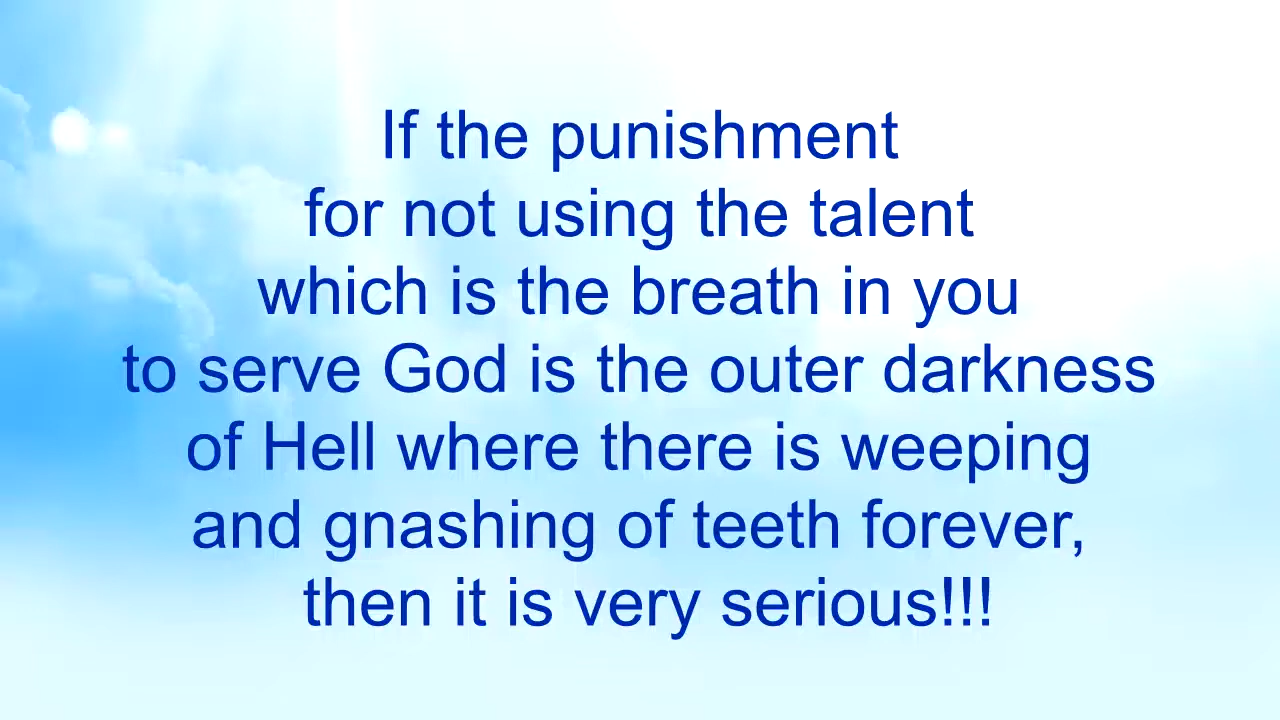 If the punishment
for not using the talent
which is the breath in you
to serve God is the outer darkness
of Hell where there is weeping
and gnashing of teeth forever,
then it is very serious!!!